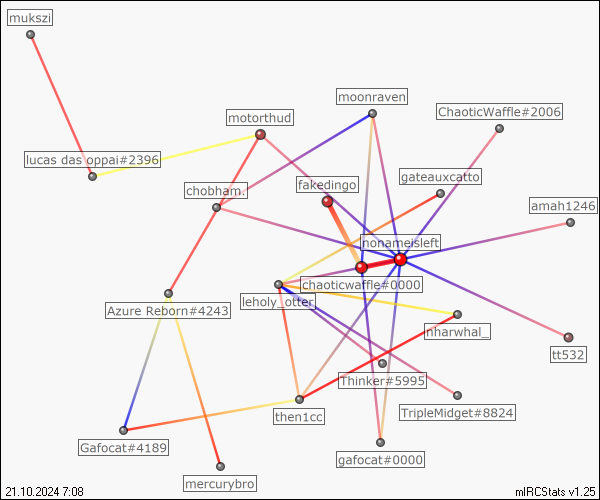 mukszi
moonraven
ChaoticWaffle#2006
motorthud
lucas das oppai#2396
fakedingo
gateauxcatto
chobham.
amah1246
nonameisleft
chaoticwaffle#0000
leholy_otter
Azure Reborn#4243
nharwhal_
tt532
Thinker#5995
TripleMidget#8824
then1cc
Gafocat#4189
gafocat#0000
mercurybro
21.10.2024 7:08
mIRCStats v1.25